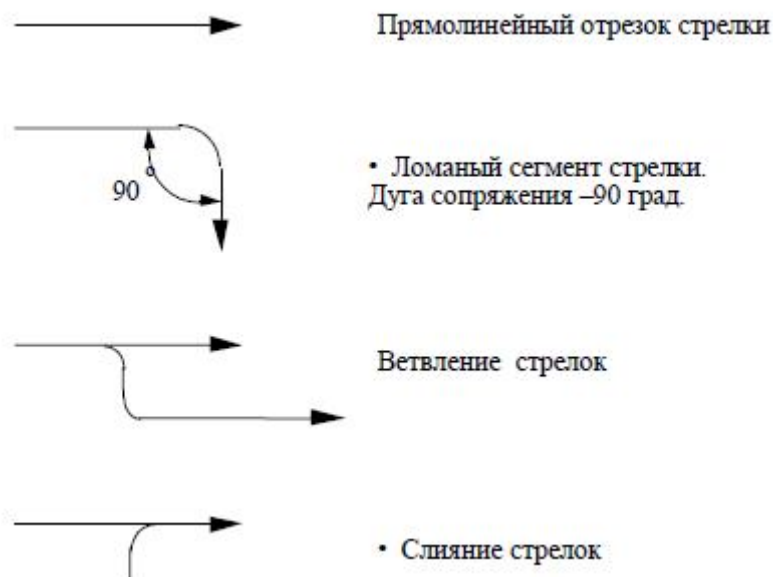 Прямолинейный отрезок стрелки
90°
• Ломаный сегмент стрелки.
Дуга сопряжения –90 град.
Ветвление стрелок
• Слияние стрелок